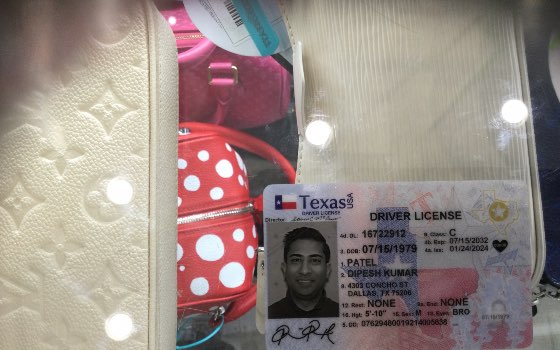 Texas USA
DRIVER LICENSE
DRIVER LICENSE
Director
4d. DL: 16722912 9. Class: C
3. DOB: 07/15/1979 4b. Exp: 07/15/2032
4a. Iss: 01/24/2024
1. PATEL
2. DIPESH KUMAR
8. 4303 CONCHO ST
DALLAS, TX 75206
12. Rest: NONE 9a. End: NONE
16. Hgt: 5'-10" 15. Sex: M 18. Eyes: BRO
5. DD: 07629480019214005836